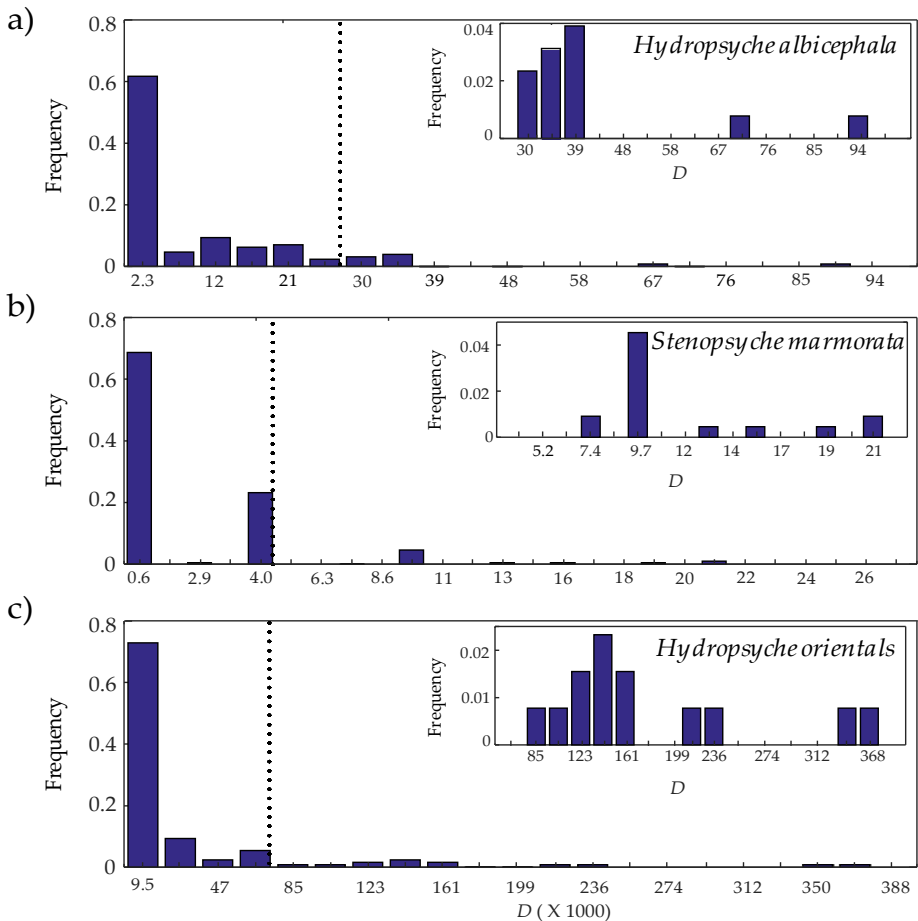 a)
Frequency
0.8
0.6
0.4
0.2
0
2.3 12 21 30 39 48 58 67 76 85 94
Hydropsyche albicephala
Frequency
0.04
0.02
0
30 39 48 58 67 76 85 94
D
b)
Frequency
0.8
0.6
0.4
0.2
0
0.6 2.9 4.0 6.3 8.6 11 13 16 18 20 22 24 26
Stenopsyche marmorata
Frequency
0.04
0.02
0
5.2 7.4 9.7 12 14 17 19 21
D
c)
Frequency
0.8
0.6
0.4
0.2
0
9.5 47 85 123 161 199 236 274 312 350 388
D ( X 1000)
Hydropsyche orientals
Frequency
0.02
0.01
0
85 123 161 199 236 274 312 368
D